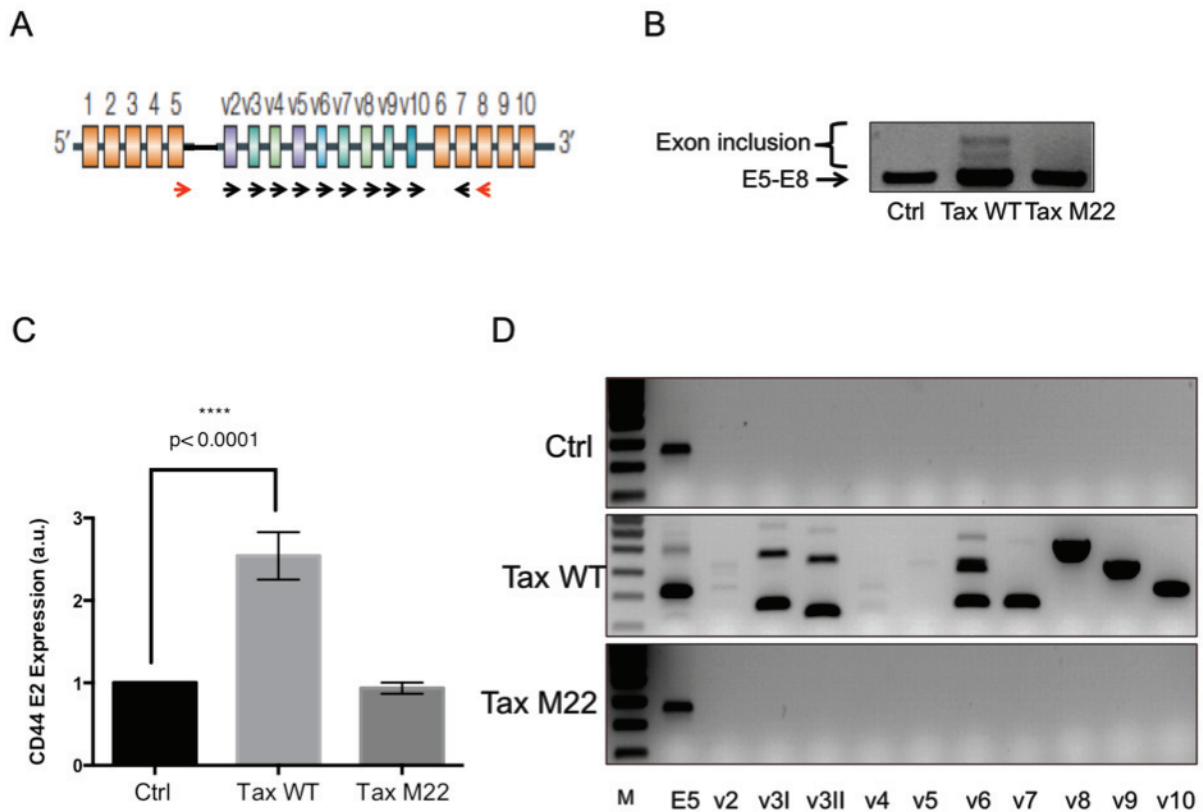 A
1 2 3 4 5 v2 v3 v4 v5 v6 v7 v8 v9 v10 6 7 8 9 10
5′ 3′
B
Exon inclusion
E5-E8
Ctrl Tax WT Tax M22
C
****
p< 0.0001
CD44 E2 Expression (a.u.)
3
2
1
0
Ctrl Tax WT Tax M22
D
Ctrl
Tax WT
Tax M22
M E5 v2 v3I v3II v4 v5 v6 v7 v8 v9 v10